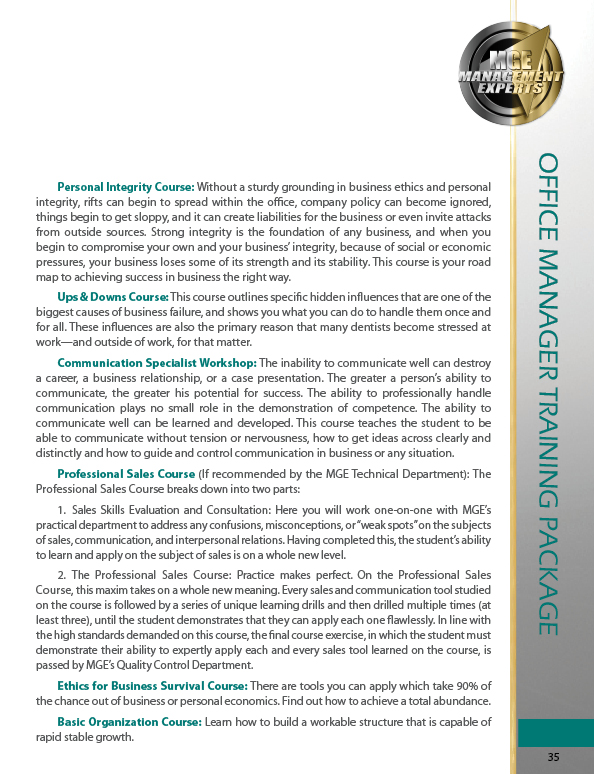 MGE
MANAGEMENT
EXPERTS
OFFICE MANAGER TRAINING PACKAGE
Personal Integrity Course: Without a sturdy grounding in business ethics and personal
integrity, rifts can begin to spread within the office, company policy can become ignored,
things begin to get sloppy, and it can create liabilities for the business or even invite attacks
from outside sources. Strong integrity is the foundation of any business, and when you
begin to compromise your own and your business’ integrity, because of social or economic
pressures, your business loses some of its strength and its stability. This course is your road
map to achieving success in business the right way.
Ups & Downs Course: This course outlines specific hidden influences that are one of the
biggest causes of business failure, and shows you what you can do to handle them once and
for all. These influences are also the primary reason that many dentists become stressed at
work—and outside of work, for that matter.
Communication Specialist Workshop: The inability to communicate well can destroy
a career, a business relationship, or a case presentation. The greater a person’s ability to
communicate, the greater his potential for success. The ability to professionally handle
communication plays no small role in the demonstration of competence. The ability to
communicate well can be learned and developed. This course teaches the student to be
able to communicate without tension or nervousness, how to get ideas across clearly and
distinctly and how to guide and control communication in business or any situation.
Professional Sales Course (If recommended by the MGE Technical Department): The
Professional Sales Course breaks down into two parts:
1. Sales Skills Evaluation and Consultation: Here you will work one-on-one with MGE’s
practical department to address any confusions, misconceptions, or “weak spots” on the subjects
of sales, communication, and interpersonal relations. Having completed this, the student’s ability
to learn and apply on the subject of sales is on a whole new level.
2. The Professional Sales Course: Practice makes perfect. On the Professional Sales
Course, this maxim takes on a whole new meaning. Every sales and communication tool studied
on the course is followed by a series of unique learning drills and then drilled multiple times (at
least three), until the student demonstrates that they can apply each one flawlessly. In line with
the high standards demanded on this course, the final course exercise, in which the student must
demonstrate their ability to expertly apply each and every sales tool learned on the course, is
passed by MGE’s Quality Control Department.
Ethics for Business Survival Course: There are tools you can apply which take 90% of
the chance out of business or personal economics. Find out how to achieve a total abundance.
Basic Organization Course: Learn how to build a workable structure that is capable of
rapid stable growth.
35